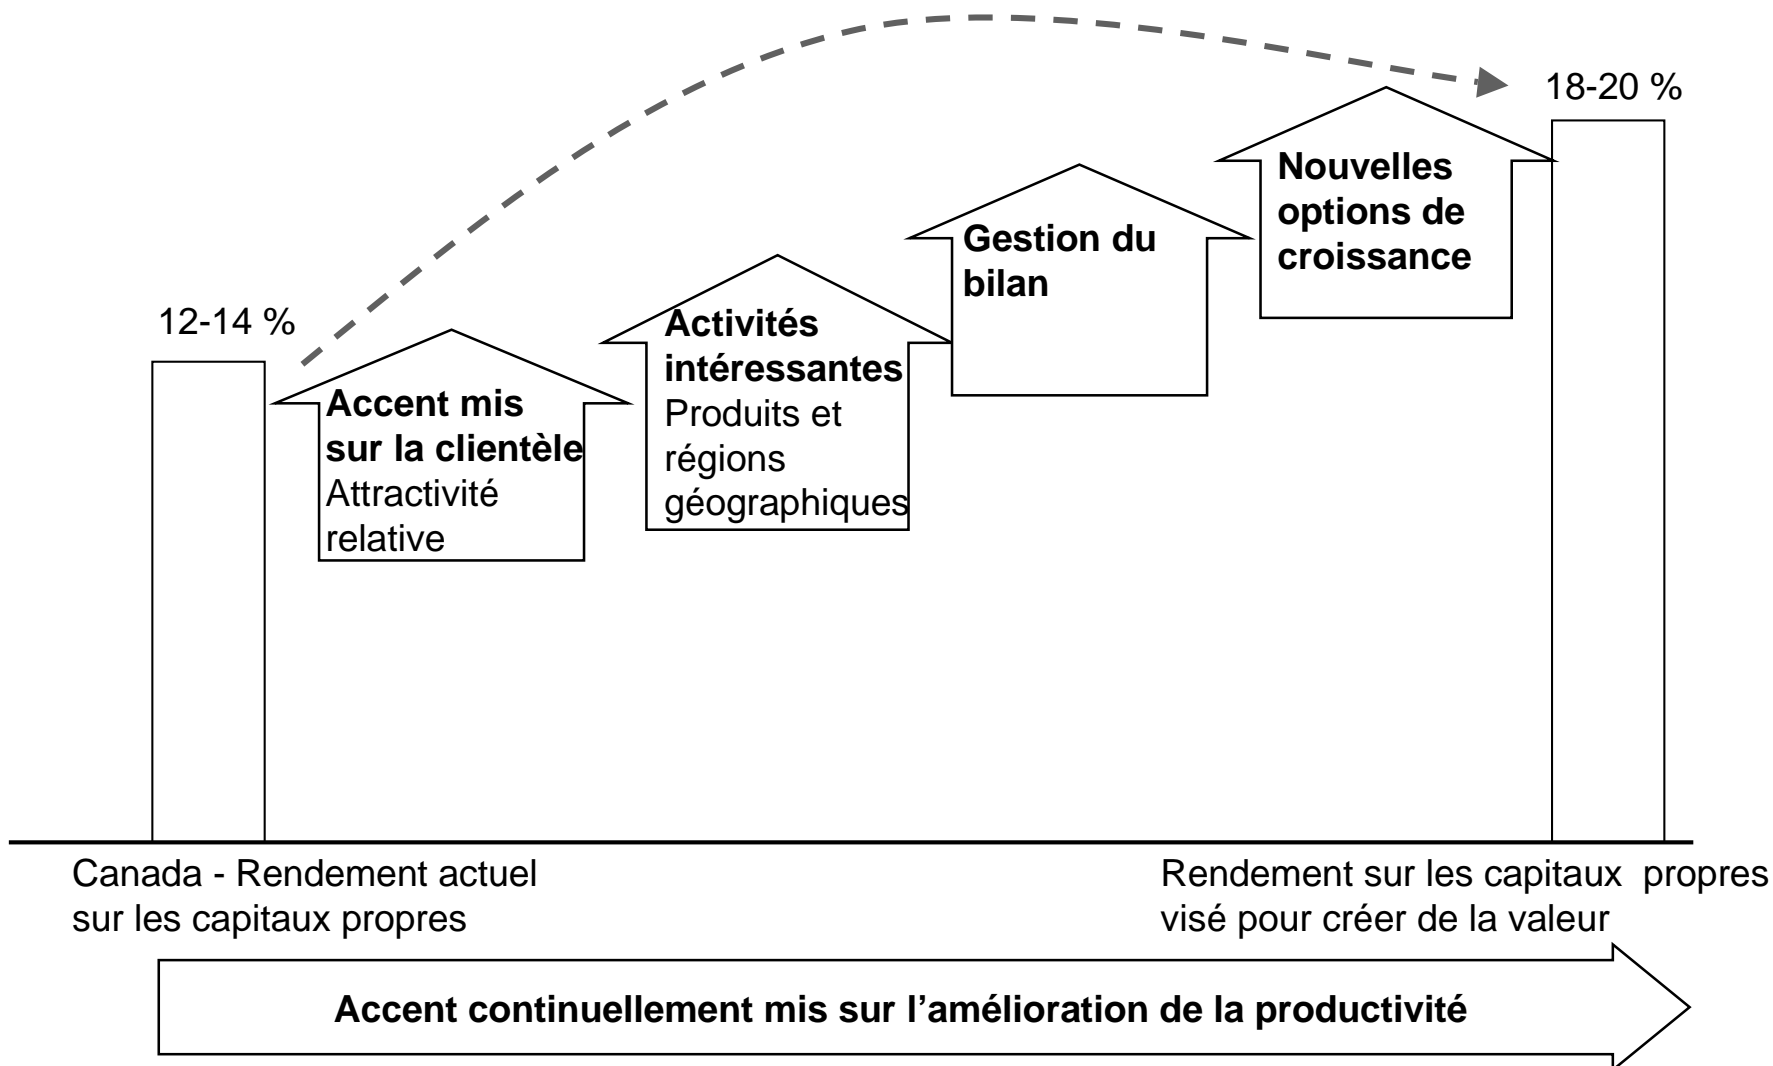 18-20 %
Nouvelles
options de
croissance
Gestion du
bilan
12-14 %
Activités
intéressantes
Produits et
régions
géographiques
Accent mis
sur la clientèle
Attractivité
relative
Canada - Rendement actuel
sur les capitaux propres
Rendement sur les capitaux  propres
visé pour créer de la valeur
Accent continuellement mis sur l’amélioration de la productivité